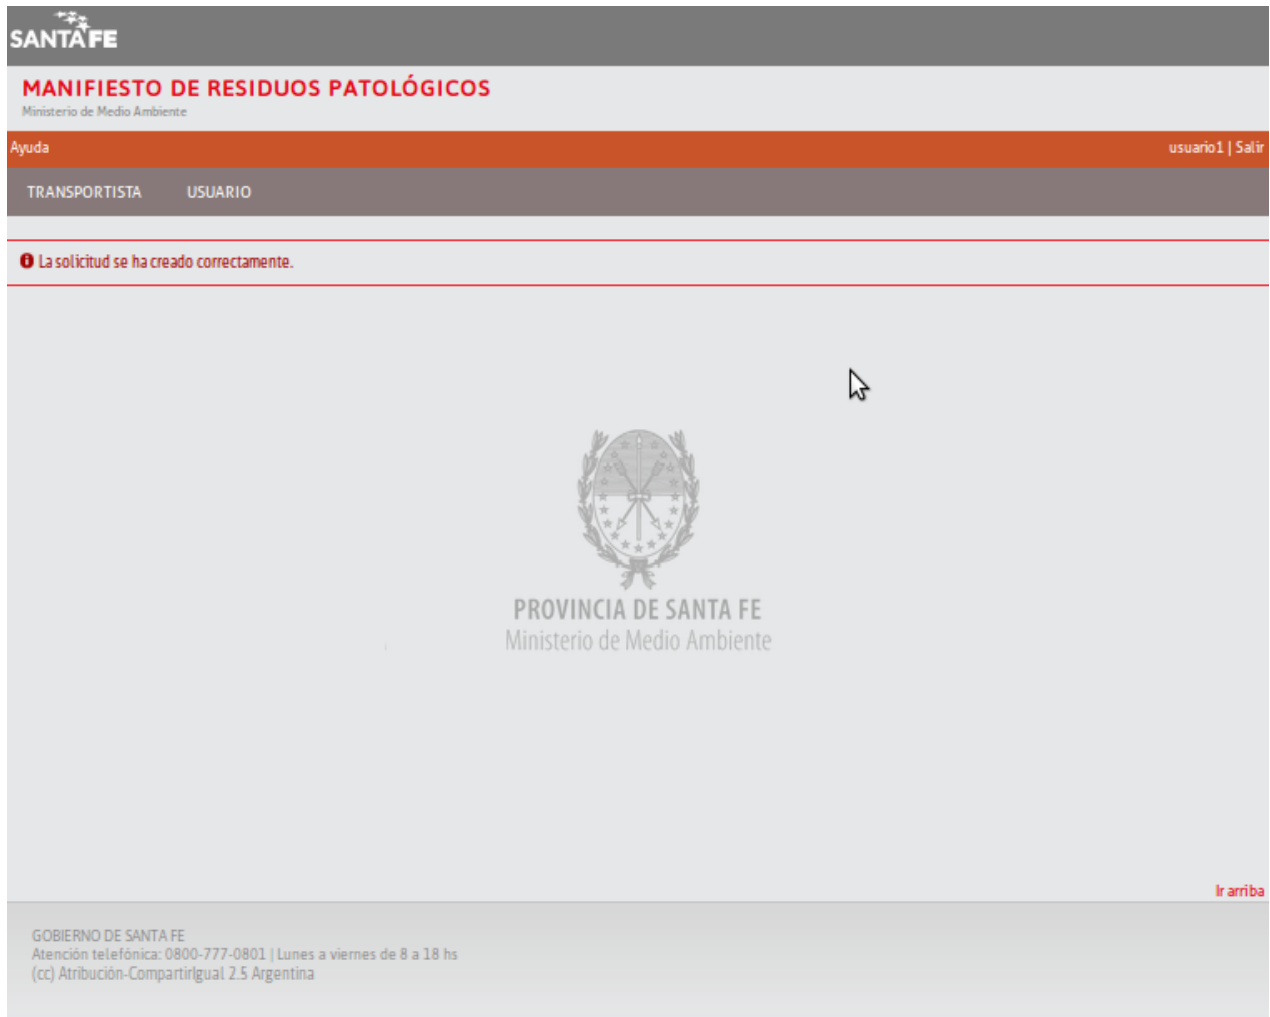 SANTAFE
MANIFIESTO DE RESIDUOS PATOLÓGICOS
Ministerio de Medio Ambiente
Ayuda
usuario1 | Salir
TRANSPORTISTA USUARIO
La solicitud se ha creado correctamente.
PROVINCIA DE SANTA FE
Ministerio de Medio Ambiente
Ir arriba
GOBIERNO DE SANTA FE
Atención telefónica: 0800-777-0801 | Lunes a viernes de 8 a 18 hs
(cc) Atribución-CompartirIgual 2.5 Argentina